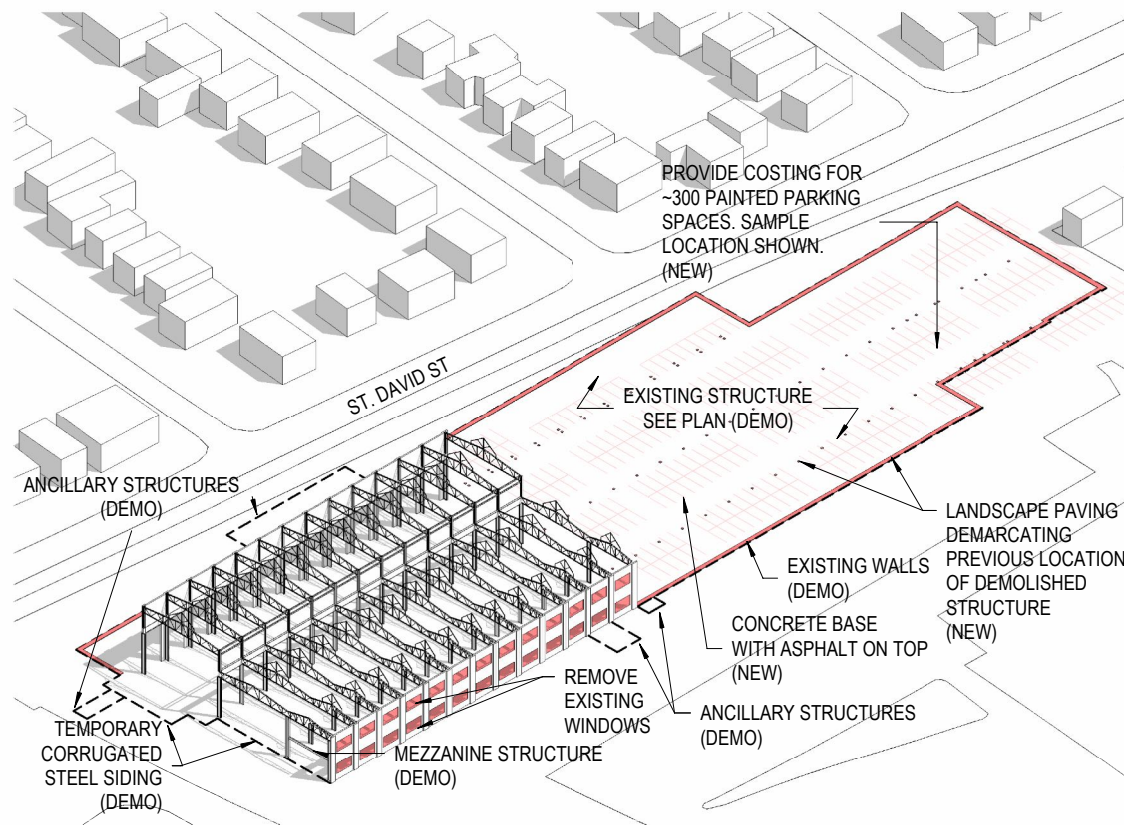 PROVIDE COSTING FOR
~300 PAINTED PARKING
SPACES. SAMPLE
LOCATION SHOWN.
(NEW)
ST. DAVID ST
EXISTING STRUCTURE
SEE PLAN (DEMO)
ANCILLARY STRUCTURES
(DEMO)
LANDSCAPE PAVING
DEMARCATING
PREVIOUS LOCATION
OF DEMOLISHED
STRUCTURE
(NEW)
EXISTING WALLS
(DEMO)
CONCRETE BASE
WITH ASPHALT ON TOP
(NEW)
REMOVE
EXISTING
WINDOWS
ANCILLARY STRUCTURES
(DEMO)
TEMPORARY
CORRUGATED
STEEL SIDING
(DEMO)
MEZZANINE STRUCTURE
(DEMO)